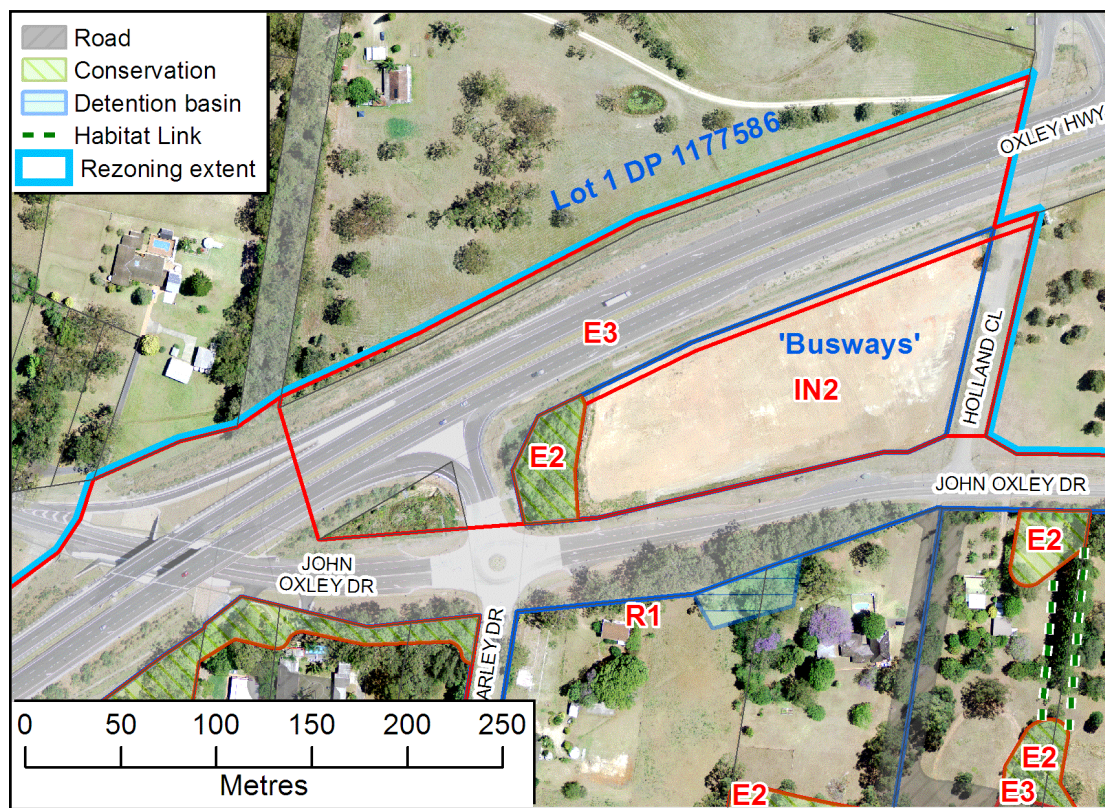 Road
Conservation
Detention basin
Habitat Link
Rezoning extent
OXLEY HWY
Lot 1 DP 1177586
E3
'Busways'
IN2
HOLLAND CL
E2
JOHN OXLEY DR
JOHN
OXLEY DR
E2
R1
ARLEY DR
0 50 100 150 200 250
Metres
E2
E3
E2